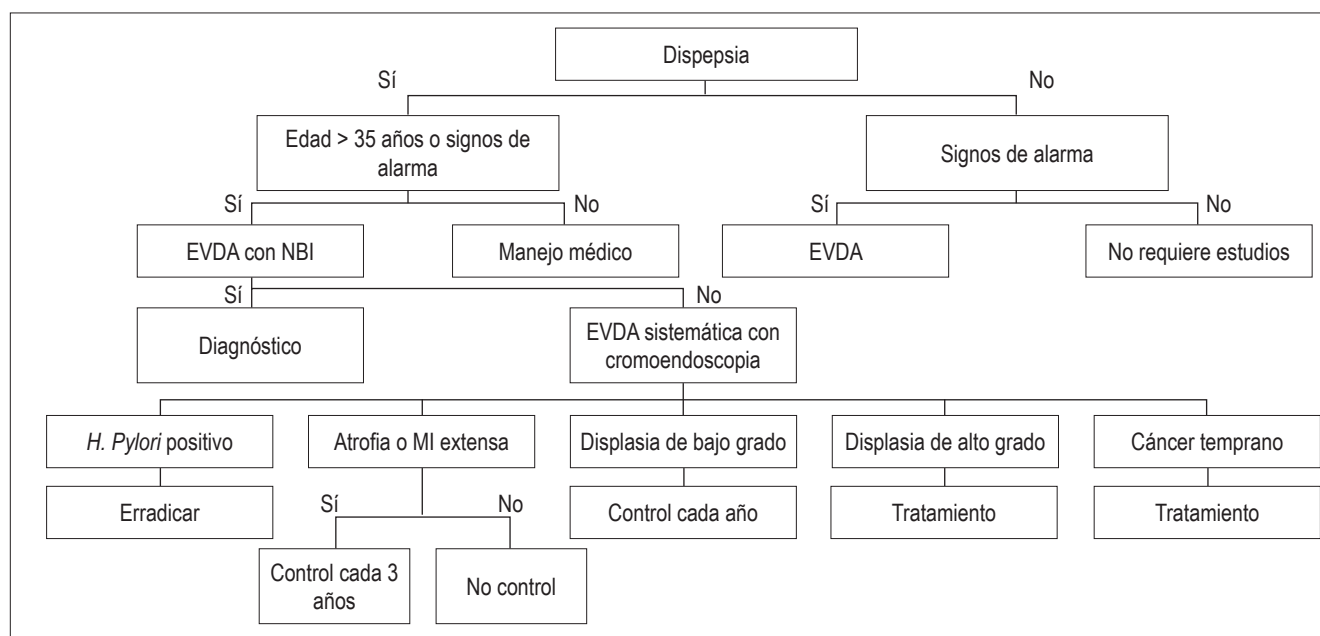 Dispepsia
Sí
No
Edad > 35 años o signos de
alarma
Signos de alarma
Sí
No
Sí
No
EVDA con NBI
Manejo médico
EVDA
No requiere estudios
Sí
No
Diagnóstico
EVDA sistemática con
cromoendoscopia
H. Pylori positivo
Atrofia o MI extensa
Displasia de bajo grado
Displasia de alto grado
Cáncer temprano
Erradicar
Sí
No
Control cada año
Tratamiento
Tratamiento
Control cada 3
años
No control